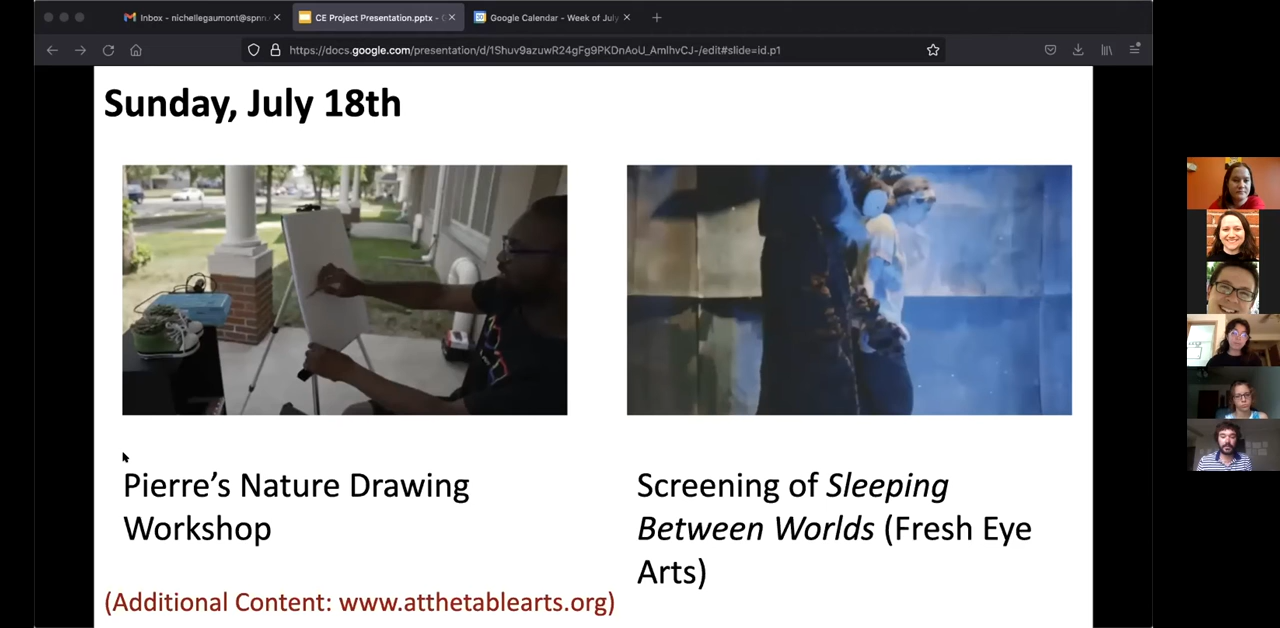 Inbox - nichellegaumont@spnn.
CE Project Presentation.pptx - G
Google Calendar - Week of July
https://docs.google.com/presentation/d/1Shuv9azuwR24gFg9PKDnAoU_AmlhvCJ-/edit#slide=id.p1
Sunday, July 18th
Pierre's Nature Drawing
Workshop
Screening of Sleeping
Between Worlds (Fresh Eye
Arts)
(Additional Content: www.atthetablearts.org)